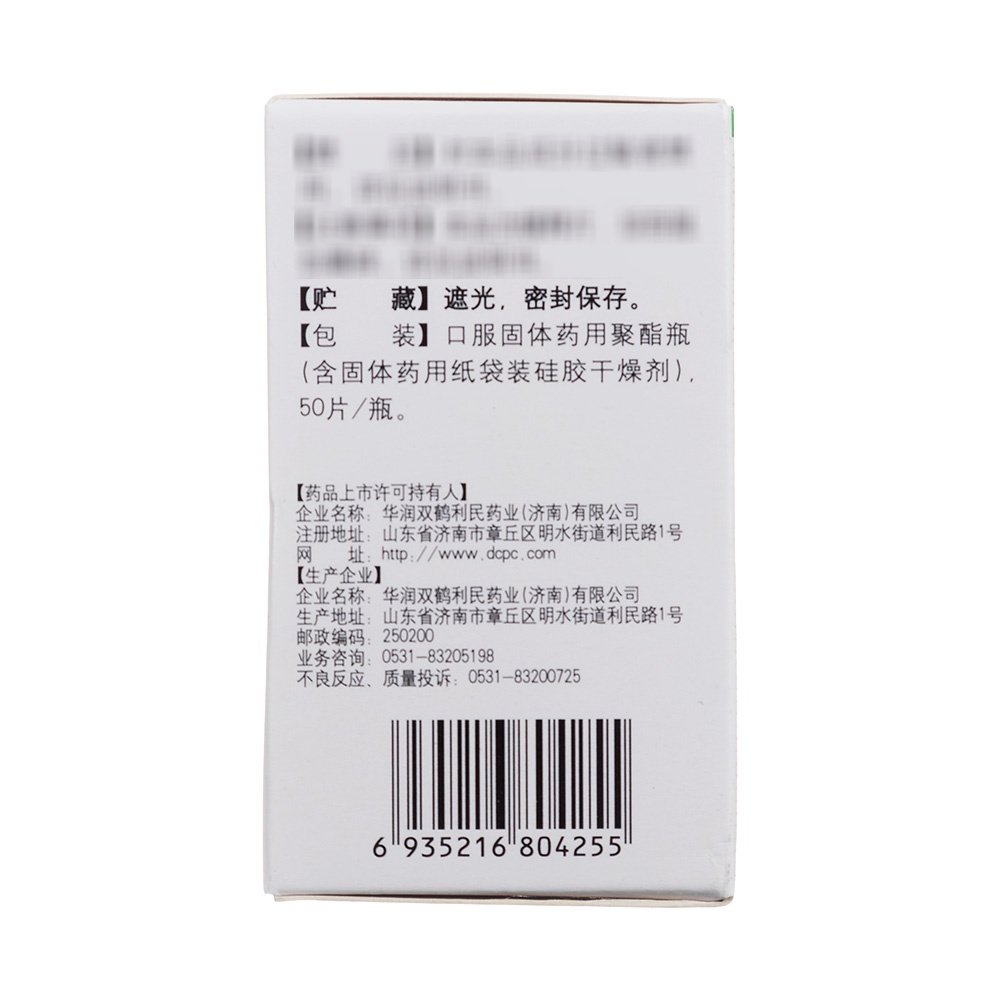 【贮　　藏】遮光，密封保存。
【包　　装】口服固体药用聚酯瓶
(含固体药用纸袋装硅胶干燥剂)，
50片/瓶。
【药品上市许可持有人】
企业名称：华润双鹤利民药业(济南)有限公司
注册地址：山东省济南市章丘区明水街道利民路1号
网　　址：http://www.dcpc.com
【生产企业】
企业名称：华润双鹤利民药业(济南)有限公司
生产地址：山东省济南市章丘区明水街道利民路1号
邮政编码：250200
业务咨询：0531-83205198
不良反应、质量投诉：0531-83200725
6 935216 804255